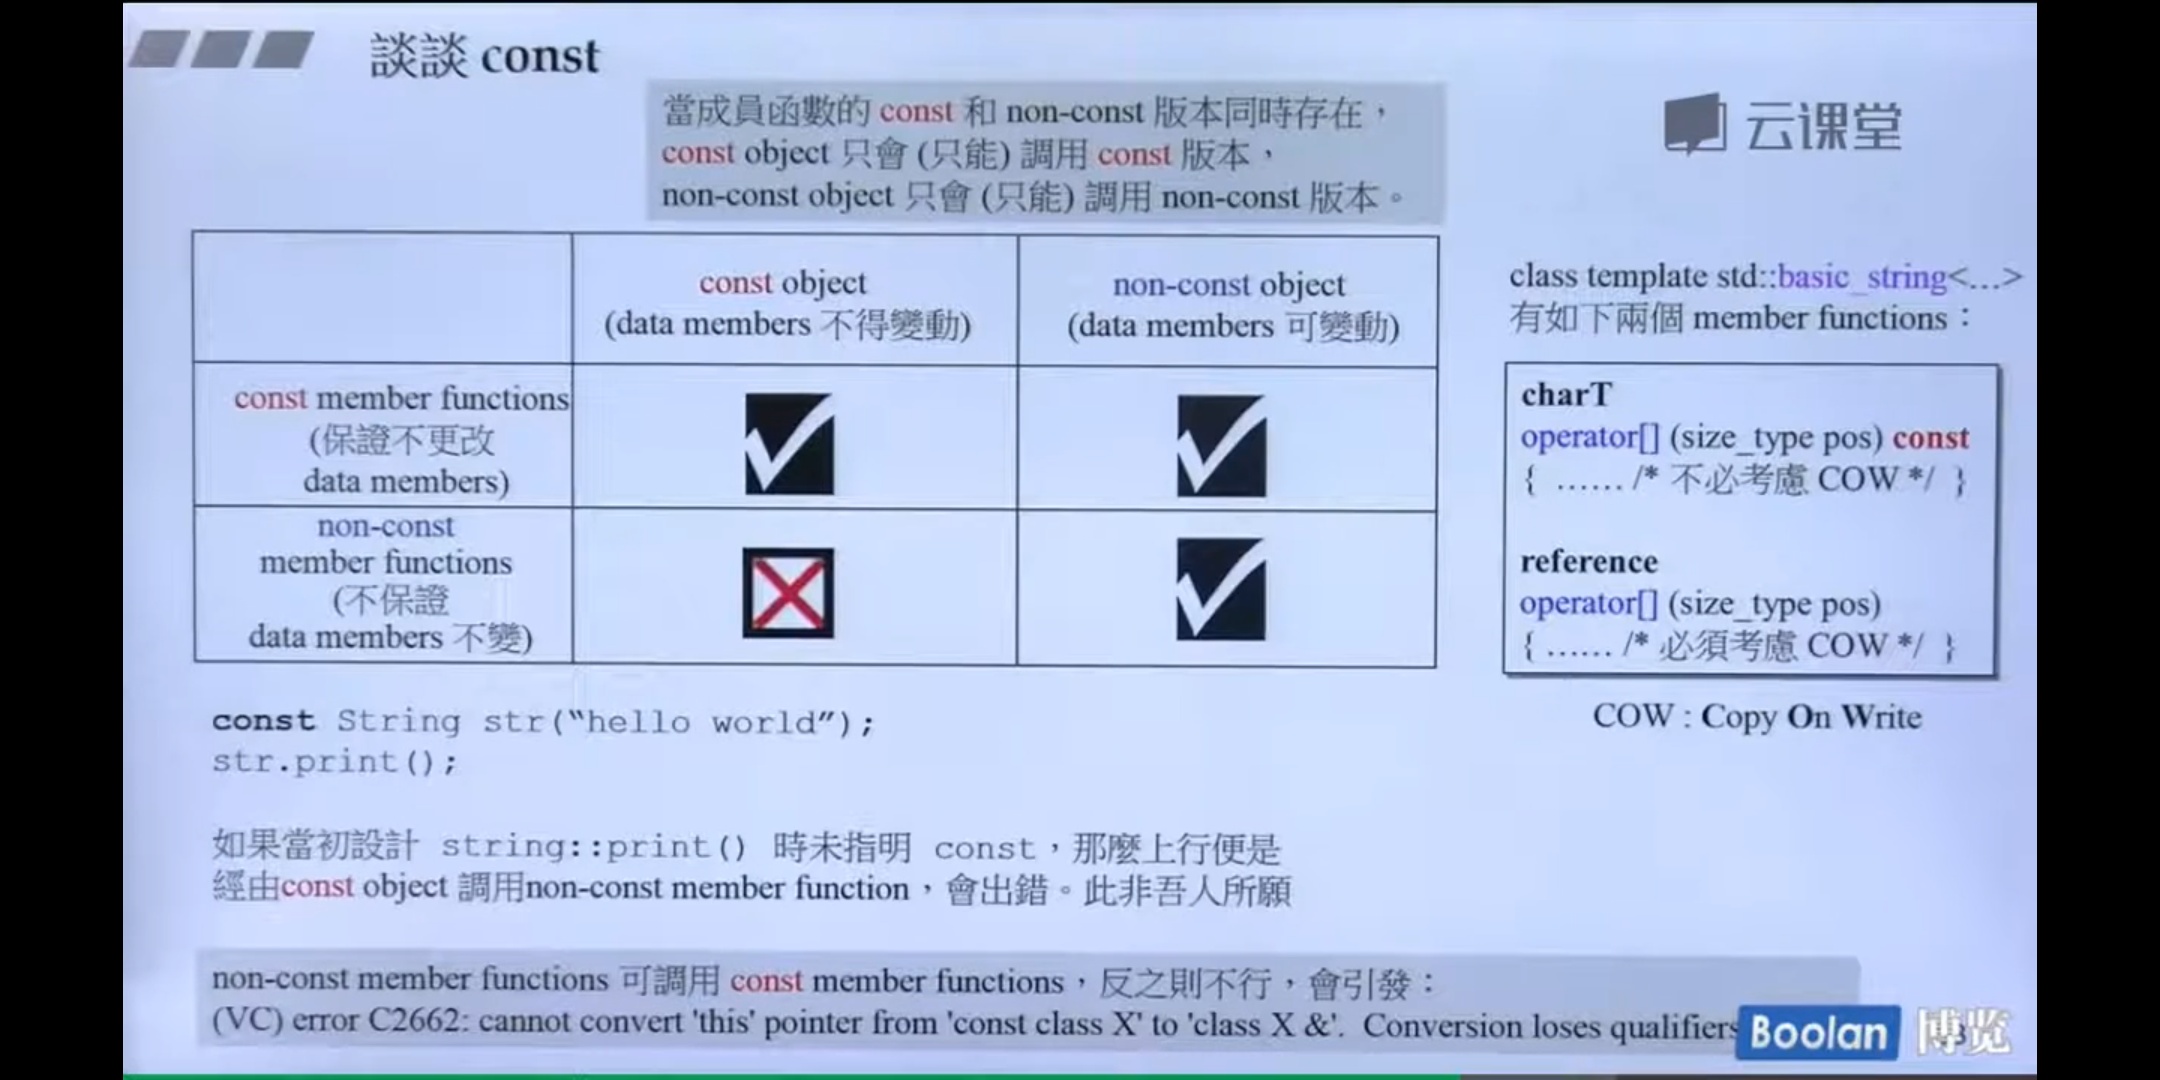 談談 const
當成員函數的 const 和 non-const 版本同時存在，
const object 只會 (只能) 調用 const 版本，
non-const object 只會 (只能) 調用 non-const 版本。
云课堂
const object
(data members 不得變動)
non-const object
(data members 可變動)
const member functions
(保證不更改
data members)
non-const
member functions
(不保證
data members 不變)
class template std::basic_string<...>
有如下兩個 member functions：
charT
operator[] (size_type pos) const
{ ...... /* 不必考慮 COW */ }
reference
operator[] (size_type pos)
{ ...... /* 必須考慮 COW */ }
COW : Copy On Write
const String str("hello world");
str.print();
如果當初設計 string::print() 時未指明 const，那麼上行便是
經由const object 調用non-const member function，會出錯。此非吾人所願
non-const member functions 可調用 const member functions，反之則不行，會引發：
(VC) error C2662: cannot convert 'this' pointer from 'const class X' to 'class X &'. Conversion loses qualifiers
Boolan 博览